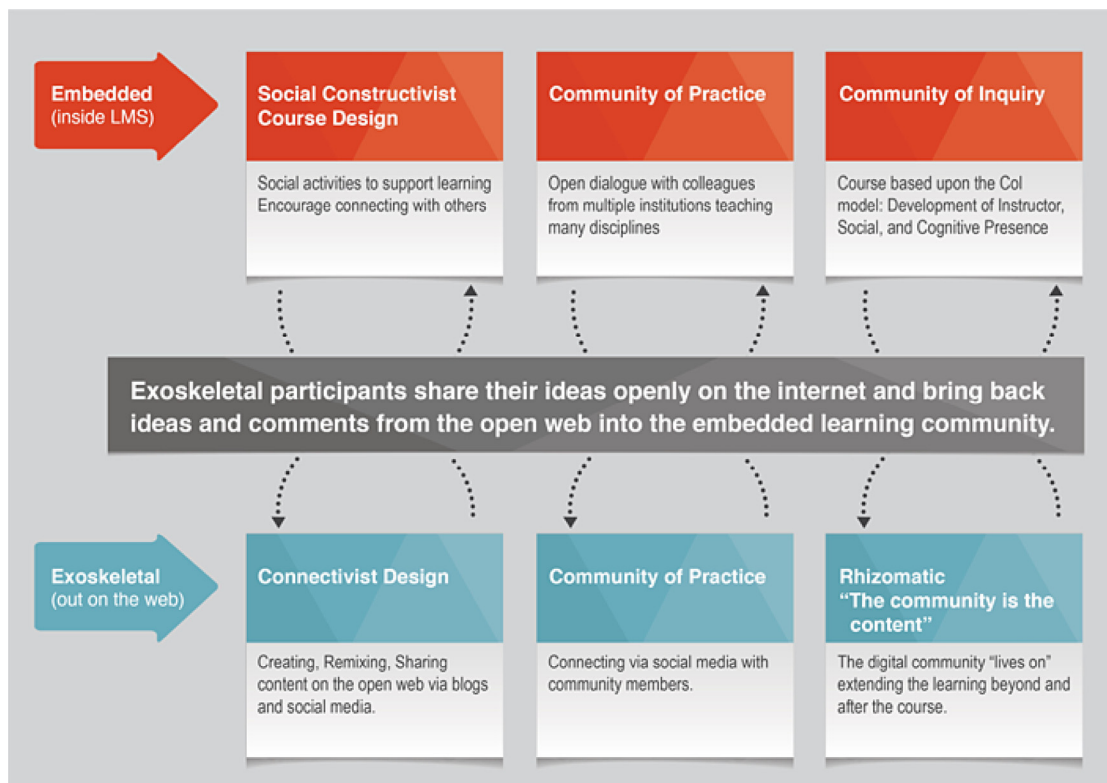 Embedded
(inside LMS)
Social Constructivist
Course Design
Social activities to support learning
Encourage connecting with others
Community of Practice
Open dialogue with colleagues
from multiple institutions teaching
many disciplines
Community of Inquiry
Course based upon the CoI
model: Development of Instructor,
Social, and Cognitive Presence
Exoskeletal participants share their ideas openly on the internet and bring back
ideas and comments from the open web into the embedded learning community.
Exoskeletal
(out on the web)
Connectivist Design
Creating, Remixing, Sharing
content on the open web via blogs
and social media.
Community of Practice
Connecting via social media with
community members.
Rhizomatic
“The community is the
content”
The digital community “lives on”
extending the learning beyond and
after the course.